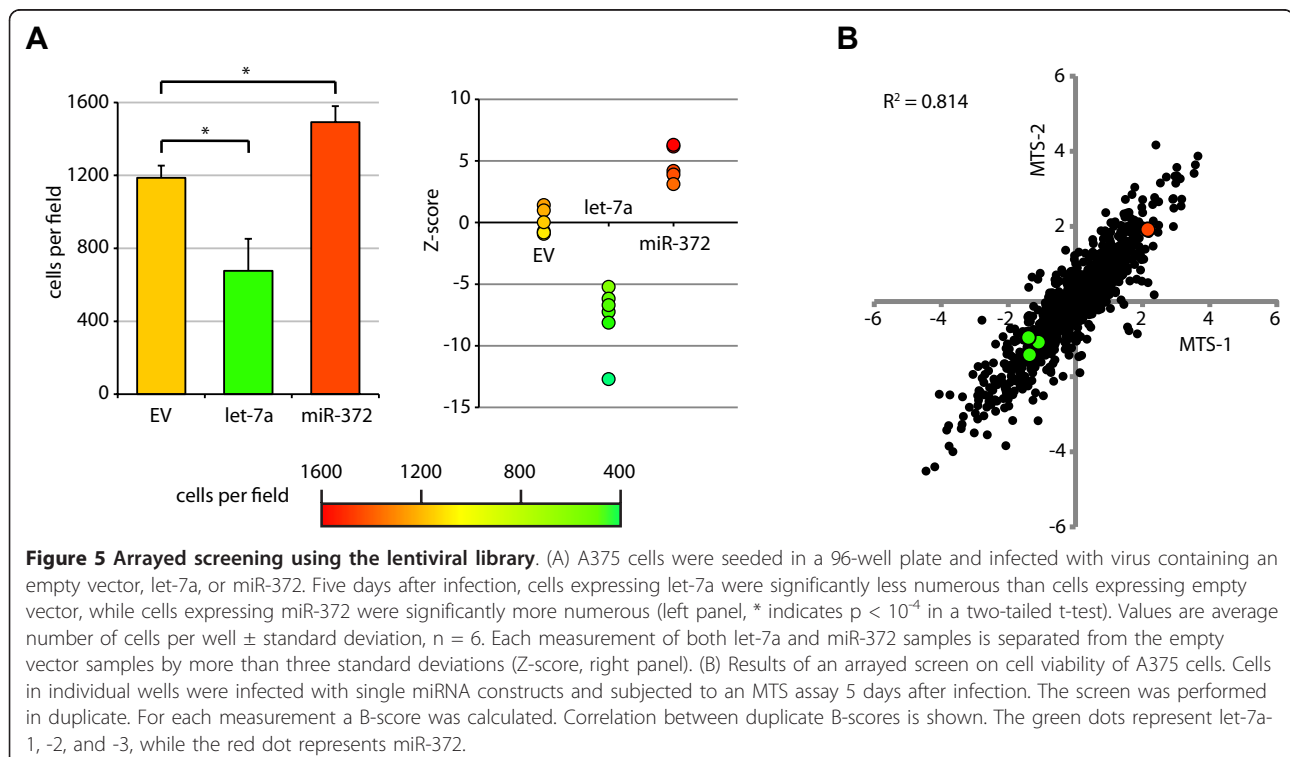 A
B
*
*
1600
1200
800
400
0
cells per field
EV
let-7a
miR-372
10
5
0
-5
-10
-15
Z-score
EV
let-7a
miR-372
1600
1200
800
400
cells per field
R² = 0.814
6
4
2
-4
-6
MTS-2
-6
-4
-2
2
4
6
MTS-1
Figure 5 Arrayed screening using the lentiviral library. (A) A375 cells were seeded in a 96-well plate and infected with virus containing an
empty vector, let-7a, or miR-372. Five days after infection, cells expressing let-7a were significantly less numerous than cells expressing empty
vector, while cells expressing miR-372 were significantly more numerous (left panel, * indicates p < 10⁻⁴ in a two-tailed t-test). Values are average
number of cells per well ± standard deviation, n = 6. Each measurement of both let-7a and miR-372 samples is separated from the empty
vector samples by more than three standard deviations (Z-score, right panel). (B) Results of an arrayed screen on cell viability of A375 cells. Cells
in individual wells were infected with single miRNA constructs and subjected to an MTS assay 5 days after infection. The screen was performed
in duplicate. For each measurement a B-score was calculated. Correlation between duplicate B-scores is shown. The green dots represent let-7a-
1, -2, and -3, while the red dot represents miR-372.